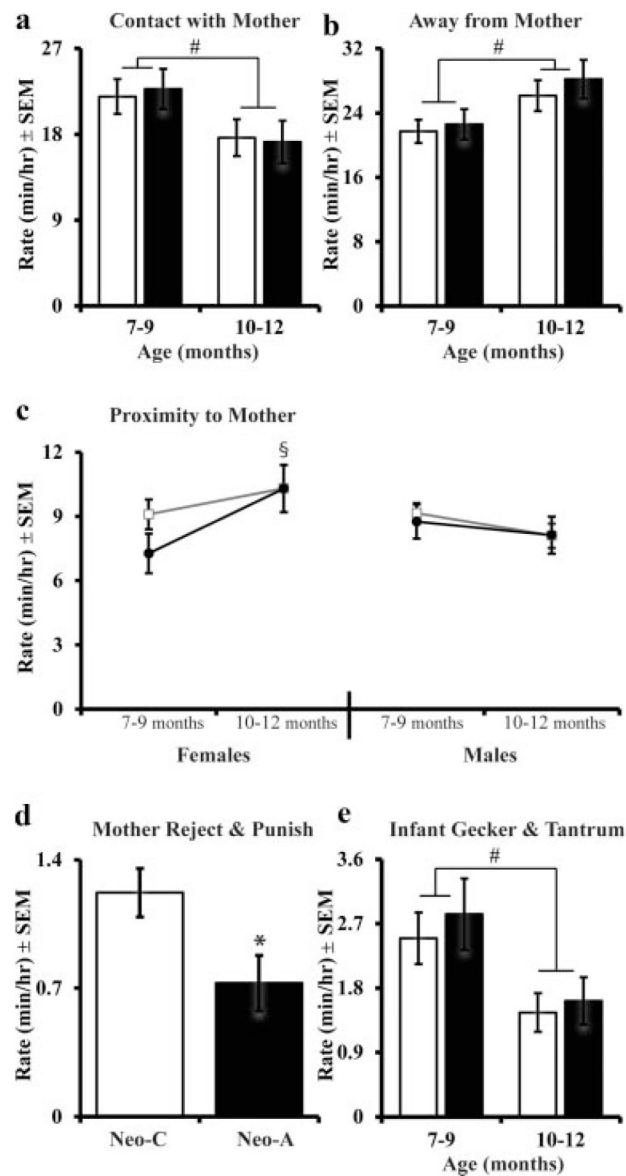 a Contact with Mother
Rate (min/hr) ± SEM
27
18
9
0
#
7-9 10-12
Age (months)
b Away from Mother
Rate (min/hr) ± SEM
32
24
16
8
0
#
7-9 10-12
Age (months)
c Proximity to Mother
Rate (min/hr) ± SEM
12
9
6
3
0
§
7-9 months 10-12 months 7-9 months 10-12 months
Females Males
d Mother Reject & Punish
Rate (min/hr) ± SEM
1.4
0.7
0
*
Neo-C Neo-A
e Infant Gecker & Tantrum
Rate (min/hr) ± SEM
3.6
2.7
1.8
0.9
0
#
7-9 10-12
Age (months)